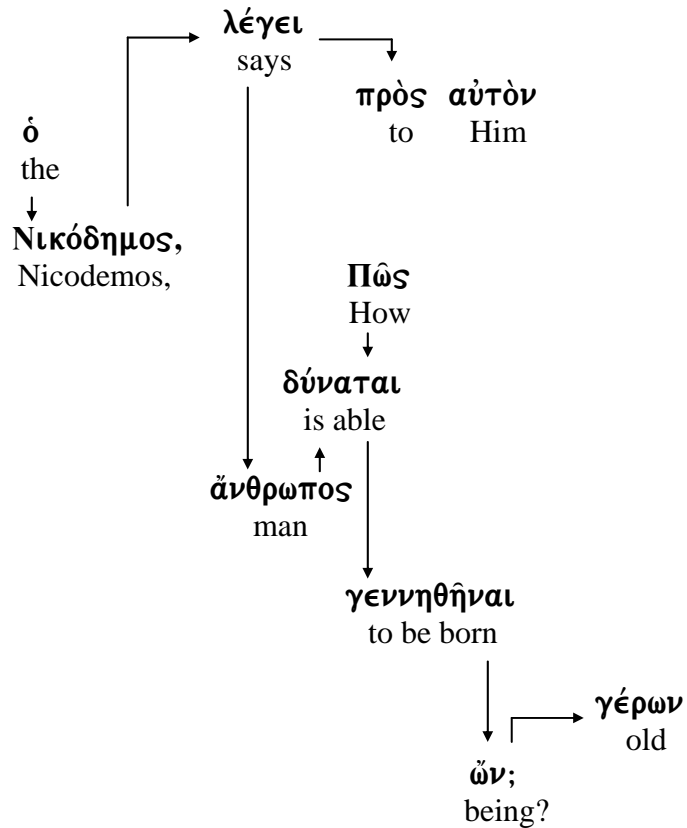 λέγει
says
πρὸς αὐτὸν
to Him
ὁ
the
Νικόδημος,
Nicodemos,
Πῶς
How
δύναται
is able
ἄνθρωπος
man
γεννηθῆναι
to be born
γέρων
old
ὤν;
being?